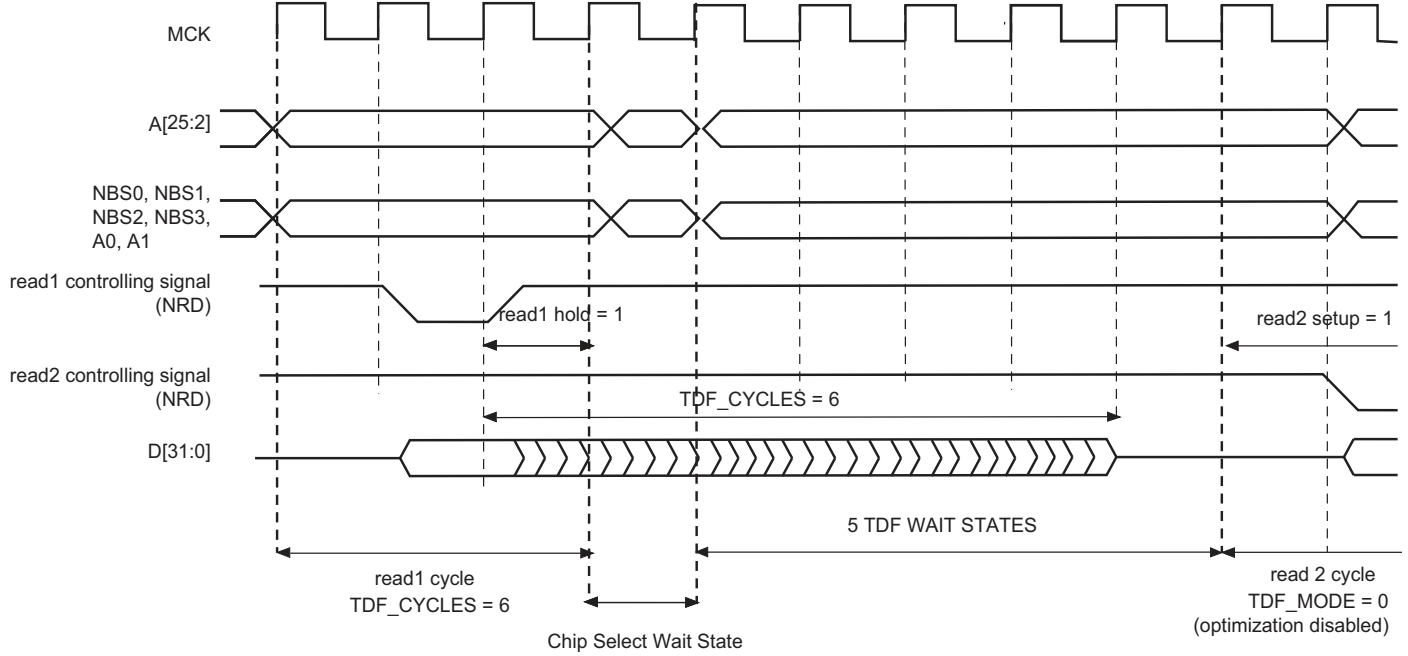 MCK
A[25:2]
NBS0, NBS1,
NBS2, NBS3,
A0, A1
read1 controlling signal
(NRD)
read1 hold = 1
read2 setup = 1
read2 controlling signal
(NRD)
TDF_CYCLES = 6
D[31:0]
5 TDF WAIT STATES
read1 cycle
TDF_CYCLES = 6
Chip Select Wait State
read 2 cycle
TDF_MODE = 0
(optimization disabled)